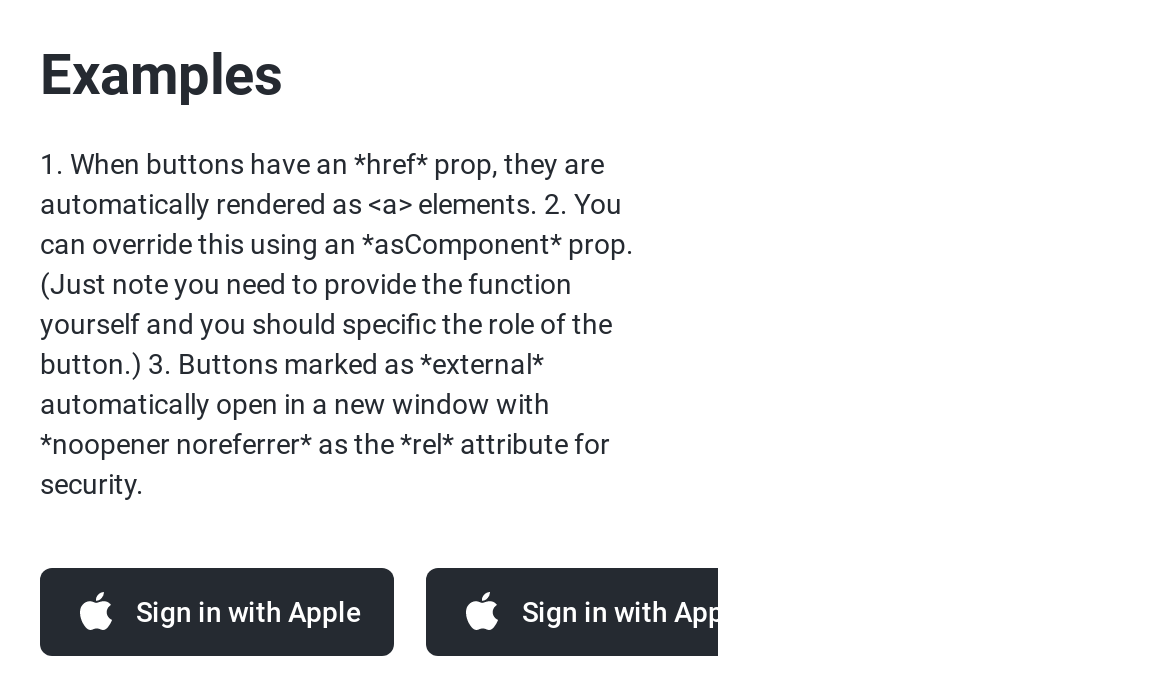 Examples
1. When buttons have an *href* prop, they are
automatically rendered as <a> elements. 2. You
can override this using an *asComponent* prop.
(Just note you need to provide the function
yourself and you should specific the role of the
button.) 3. Buttons marked as *external*
automatically open in a new window with
*noopener noreferrer* as the *rel* attribute for
security.
Sign in with Apple
Sign in with App